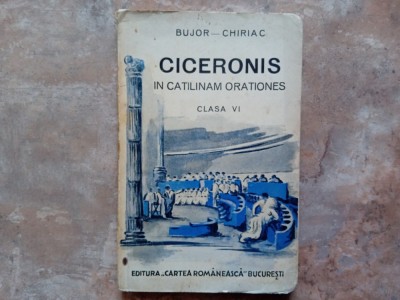 BUJOR — CHIRIAC
CICERONIS
IN CATILINAM ORATIONES
CLASA VI
EDITURA „CARTEA ROMÂNEASCĂ" BUCUREȘTI